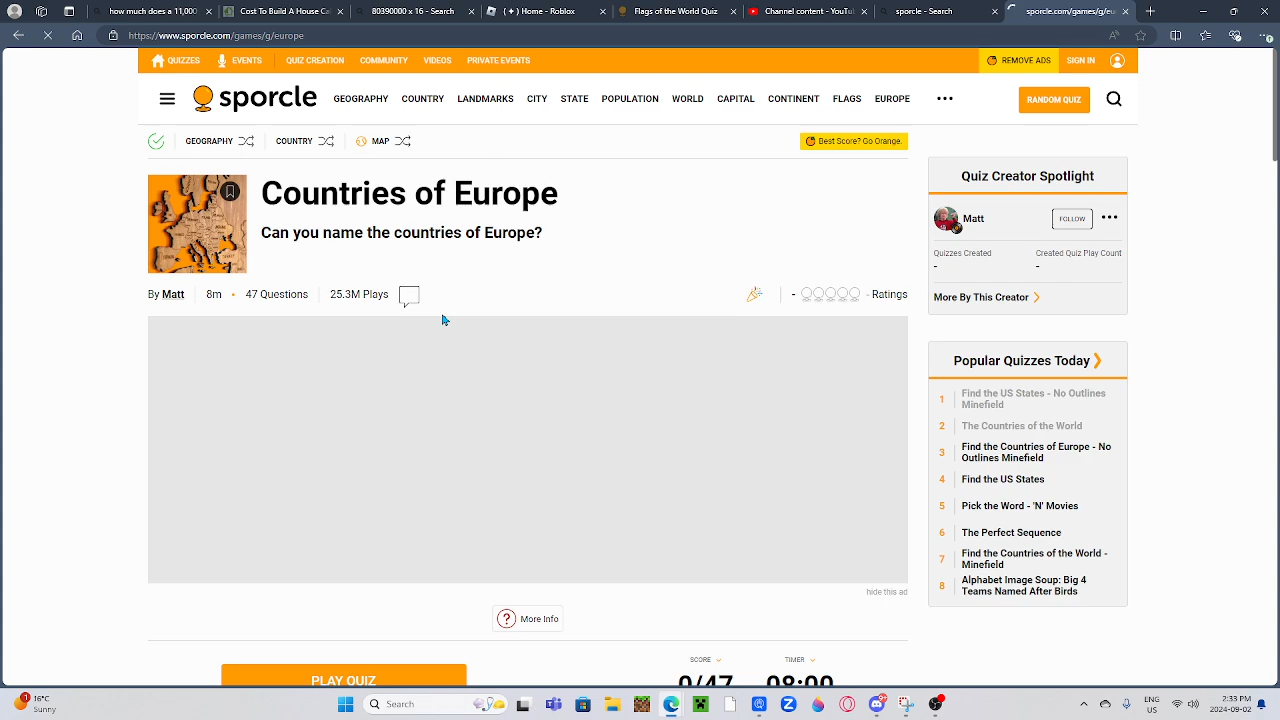 how much does a 11,000
How much Ca
80390000 x 16 - Search
(+) Home - Roblox
Flags of the World Quiz
Channel content - YouTu
sporcle - Search
sporcle.com/games/g/eur
https://www.sporcle.com/games/g/europe
QUIZZES EVENTS QUIZ CREATION COMMUNITY VIDEOS PRIVATE EVENTS REMOVE ADS SIGN IN
sporcle GEOGRAPHY COUNTRY LANDMARKS CITY STATE POPULATION WORLD CAPITAL CONTINENT FLAGS EUROPE ••• RANDOM QUIZ
GEOGRAPHY COUNTRY MAP Best Score? Go Orange.
Countries of Europe
Can you name the countries of Europe?
By Matt 8m • 47 Questions 25.3M Plays - - Ratings
hide this ad
? More Info
SCORE TIMER
PLAY QUIZ 0/47 08:00
Quiz Creator Spotlight
Matt FOLLOW •••
Quizzes Created Created Quiz Play Count
- -
More By This Creator
Popular Quizzes Today
1 Find the US States - No Outlines
Minefield
2 The Countries of the World
3 Find the Countries of Europe - No
Outlines Minefield
4 Find the US States
5 Pick the Word - 'N' Movies
6 The Perfect Sequence
7 Find the Countries of the World -
Minefield
8 Alphabet Image Soup: Big 4
Teams Named After Birds
1 16°C
Sunny
Search
ENG
US
2:33 PM
2024-09-02